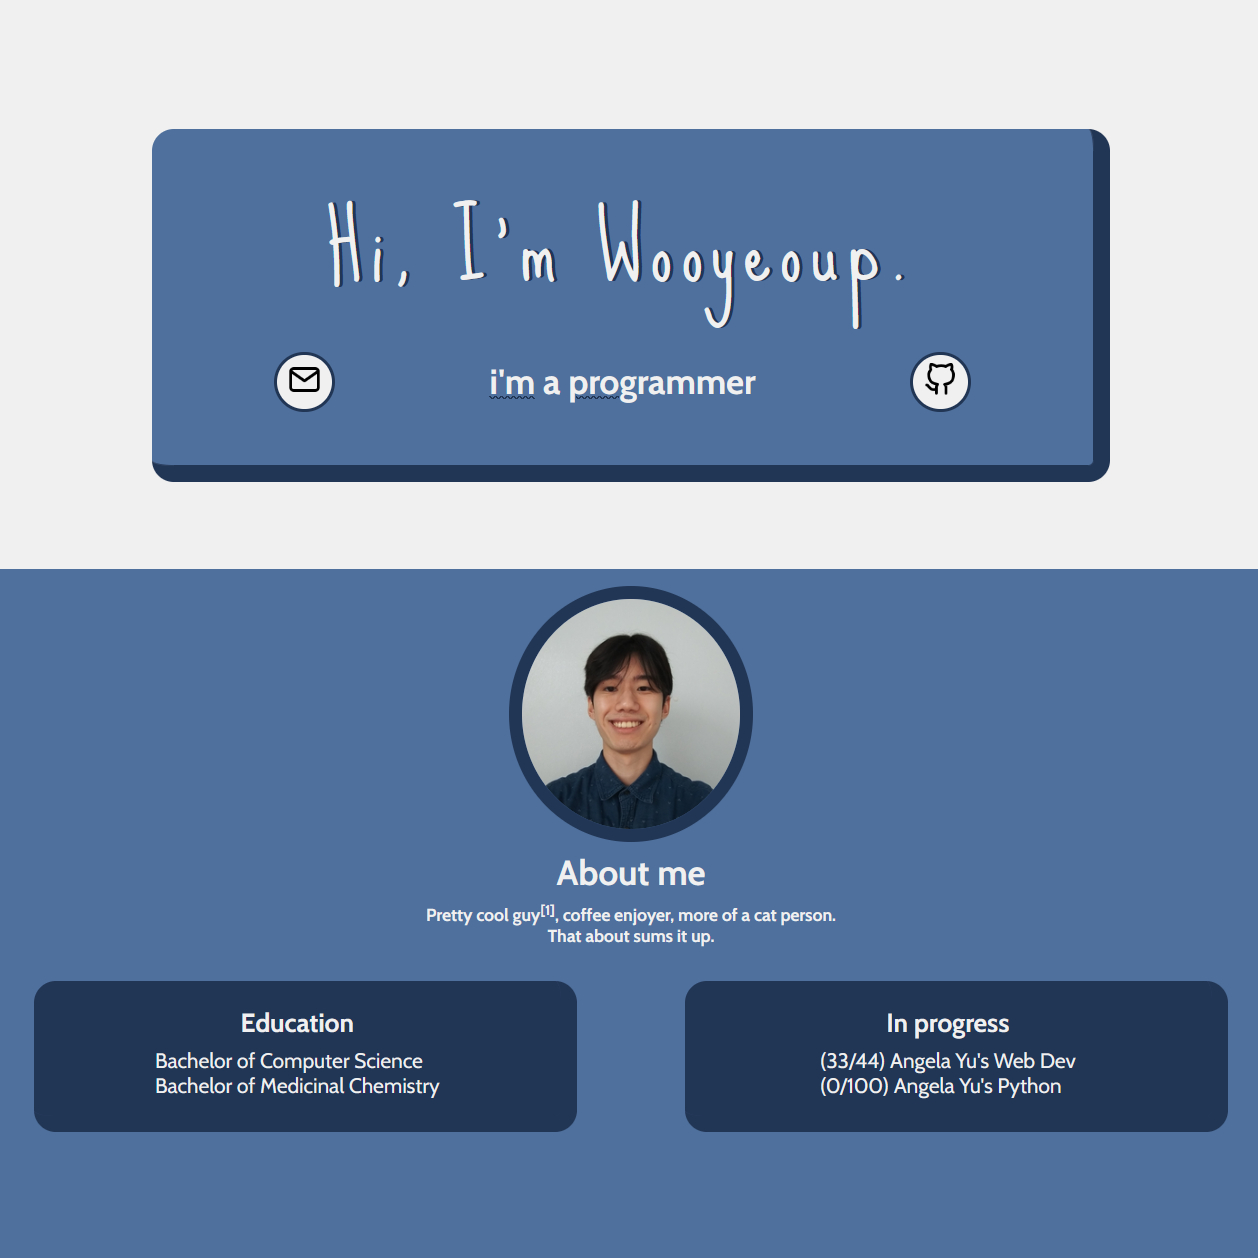 Hi, I'm Wooyeoup.
i'm a programmer
About me
Pretty cool guy[1], coffee enjoyer, more of a cat person.
That about sums it up.
Education
Bachelor of Computer Science
Bachelor of Medicinal Chemistry
In progress
(33/44) Angela Yu's Web Dev
(0/100) Angela Yu's Python